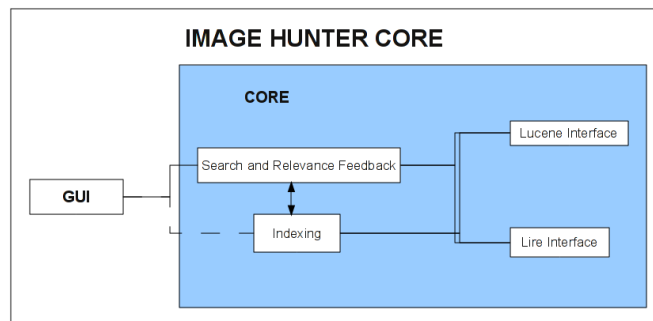 IMAGE HUNTER CORE
CORE
Lucene Interface
Search and Relevance Feedback
GUI
Indexing
Lire Interface